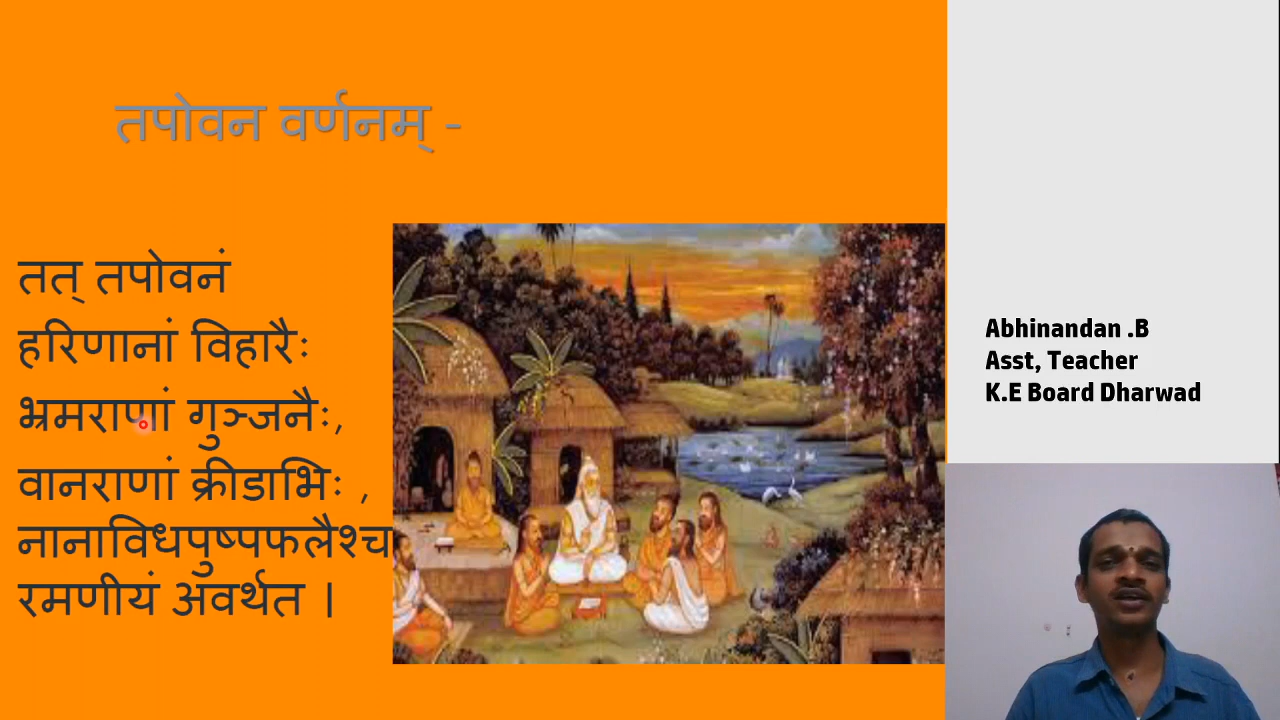 तपोवन वर्णनम् -
तत् तपोवनं
हरिणानां विहारैः
भ्रमराणां गुञ्जनैः,
वानराणां क्रीडाभिः ,
नानाविधपुष्पफलैश्च
रमणीयं अवर्थत ।
Abhinandan .B
Asst, Teacher
K.E Board Dharwad